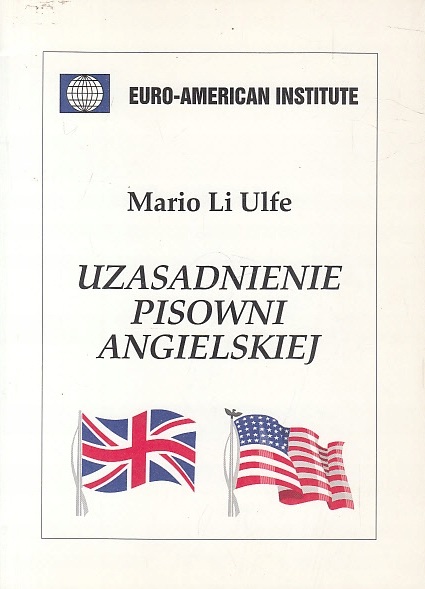 EURO-AMERICAN INSTITUTE
Mario Li Ulfe
UZASADNIENIE
PISOWNI
ANGIELSKIEJ